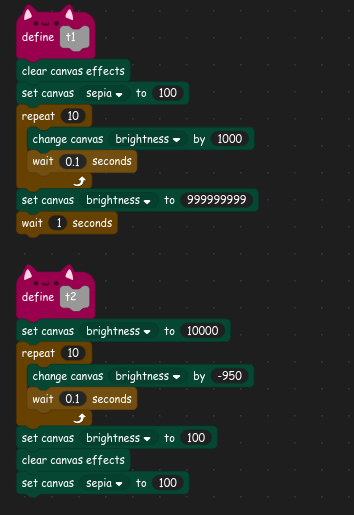 define t1
clear canvas effects
set canvas sepia to 100
repeat 10
change canvas brightness by 1000
wait 0.1 seconds
set canvas brightness to 999999999
wait 1 seconds
define t2
set canvas brightness to 10000
repeat 10
change canvas brightness by -950
wait 0.1 seconds
set canvas brightness to 100
clear canvas effects
set canvas sepia to 100